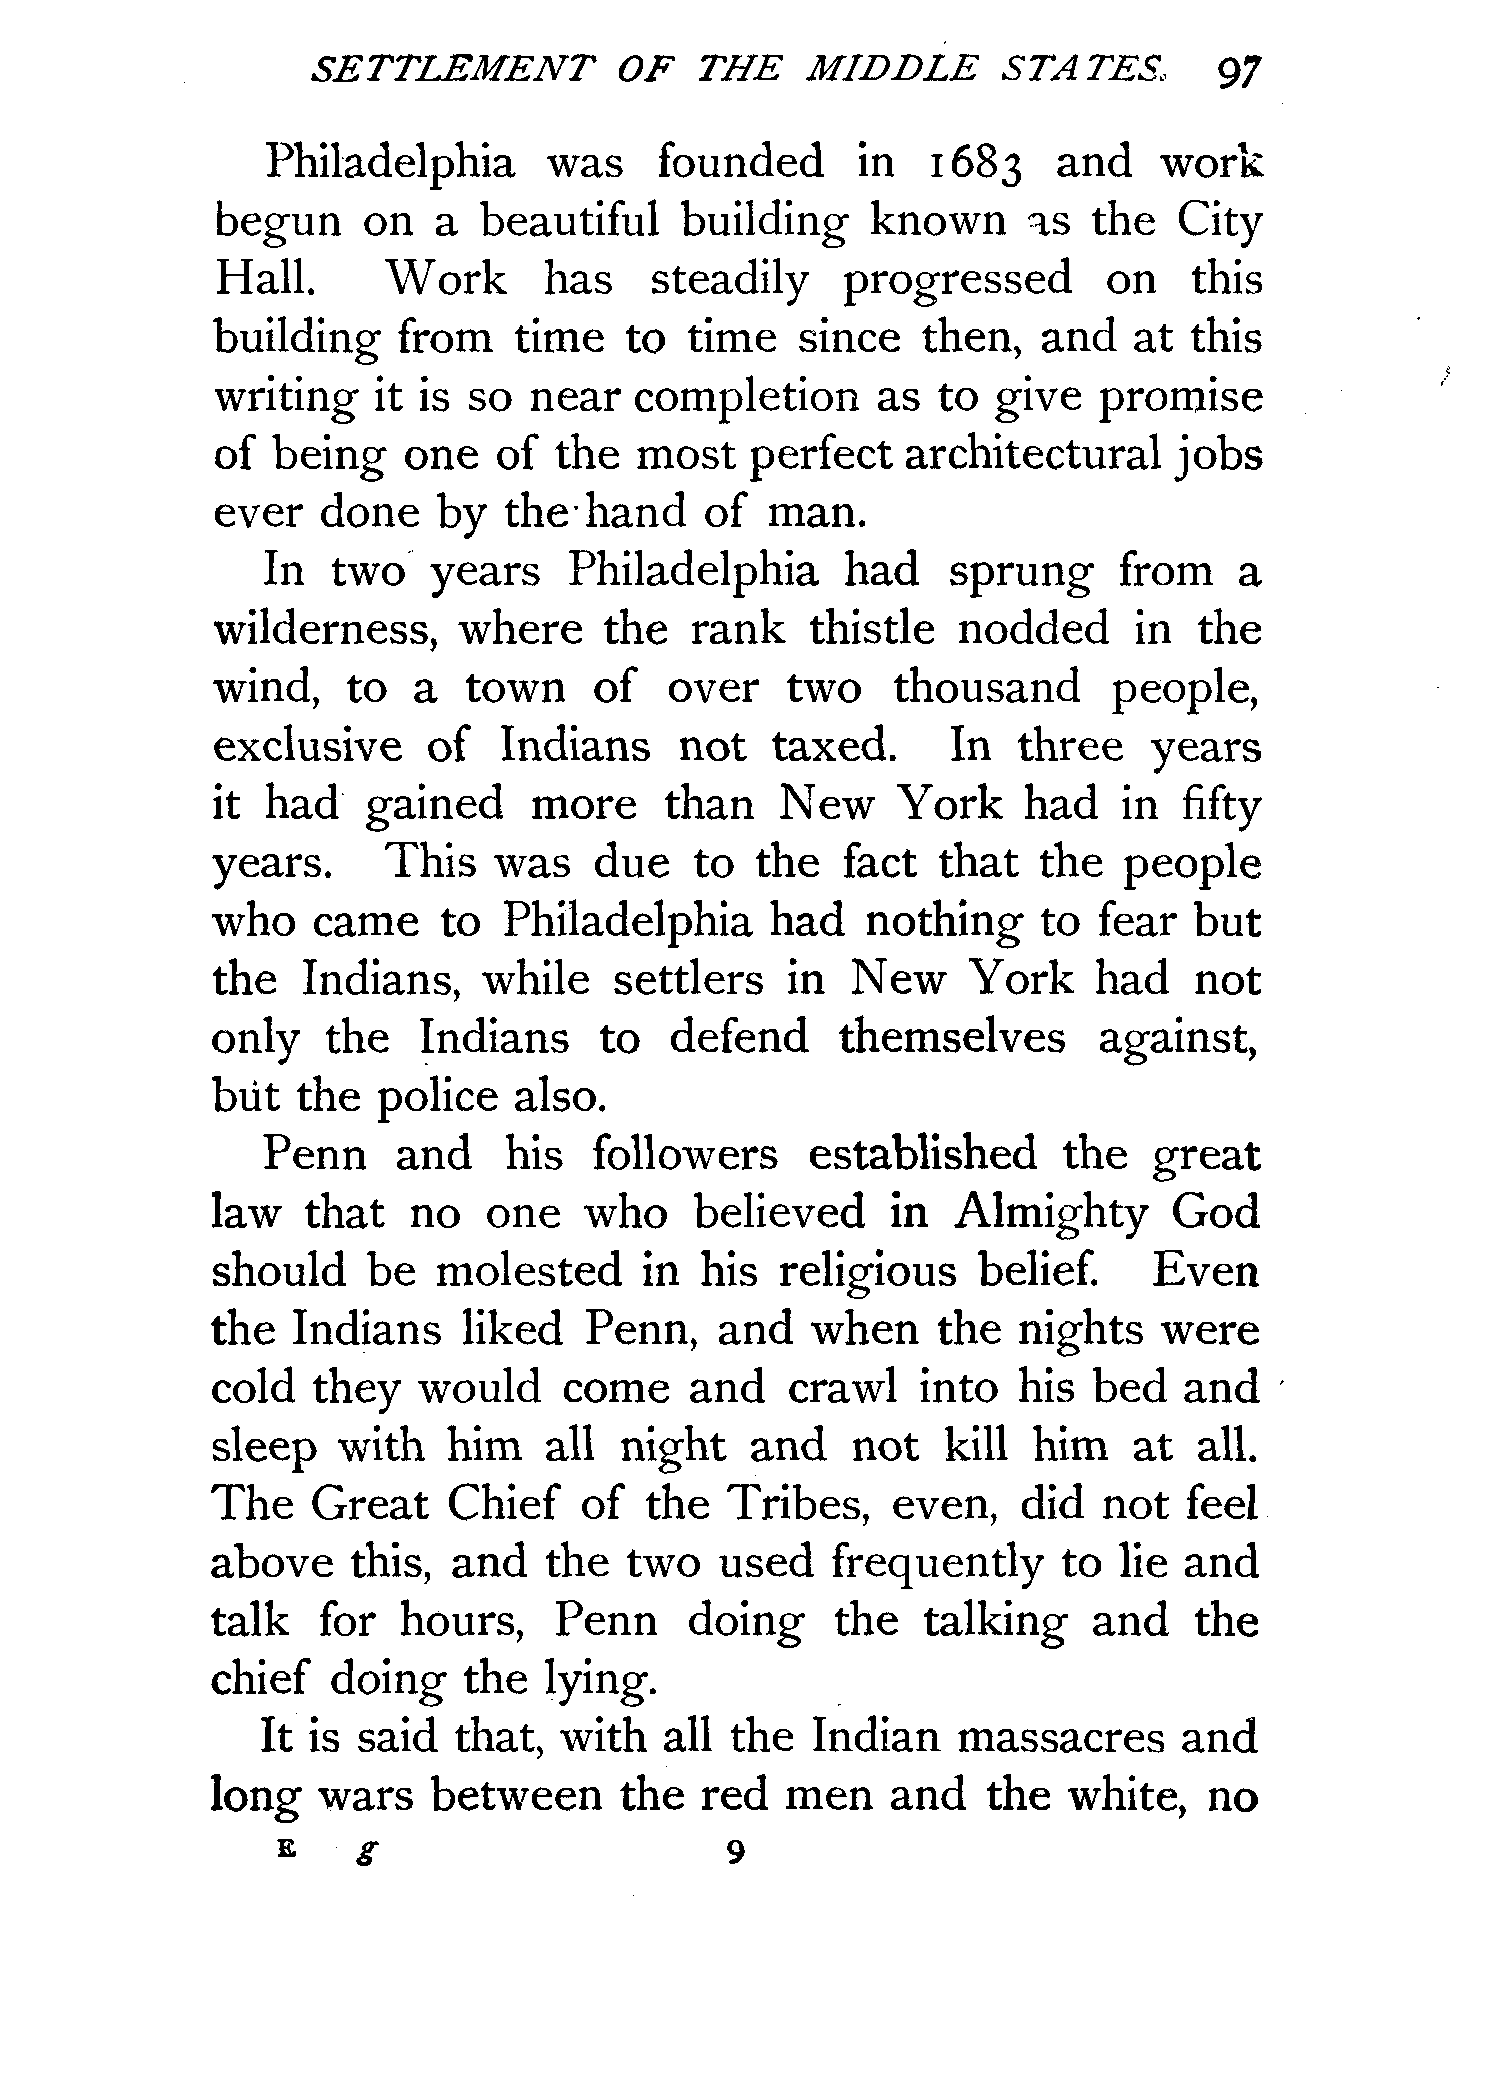 SETTLEMENT OF THE MIDDLE STATES. 97
Philadelphia was founded in 1683 and work
begun on a beautiful building known as the City
Hall. Work has steadily progressed on this
building from time to time since then, and at this
writing it is so near completion as to give promise
of being one of the most perfect architectural jobs
ever done by the hand of man.
In two years Philadelphia had sprung from a
wilderness, where the rank thistle nodded in the
wind, to a town of over two thousand people,
exclusive of Indians not taxed. In three years
it had gained more than New York had in fifty
years. This was due to the fact that the people
who came to Philadelphia had nothing to fear but
the Indians, while settlers in New York had not
only the Indians to defend themselves against,
but the police also.
Penn and his followers established the great
law that no one who believed in Almighty God
should be molested in his religious belief. Even
the Indians liked Penn, and when the nights were
cold they would come and crawl into his bed and
sleep with him all night and not kill him at all.
The Great Chief of the Tribes, even, did not feel
above this, and the two used frequently to lie and
talk for hours, Penn doing the talking and the
chief doing the lying.
It is said that, with all the Indian massacres and
long wars between the red men and the white, no
E g 9